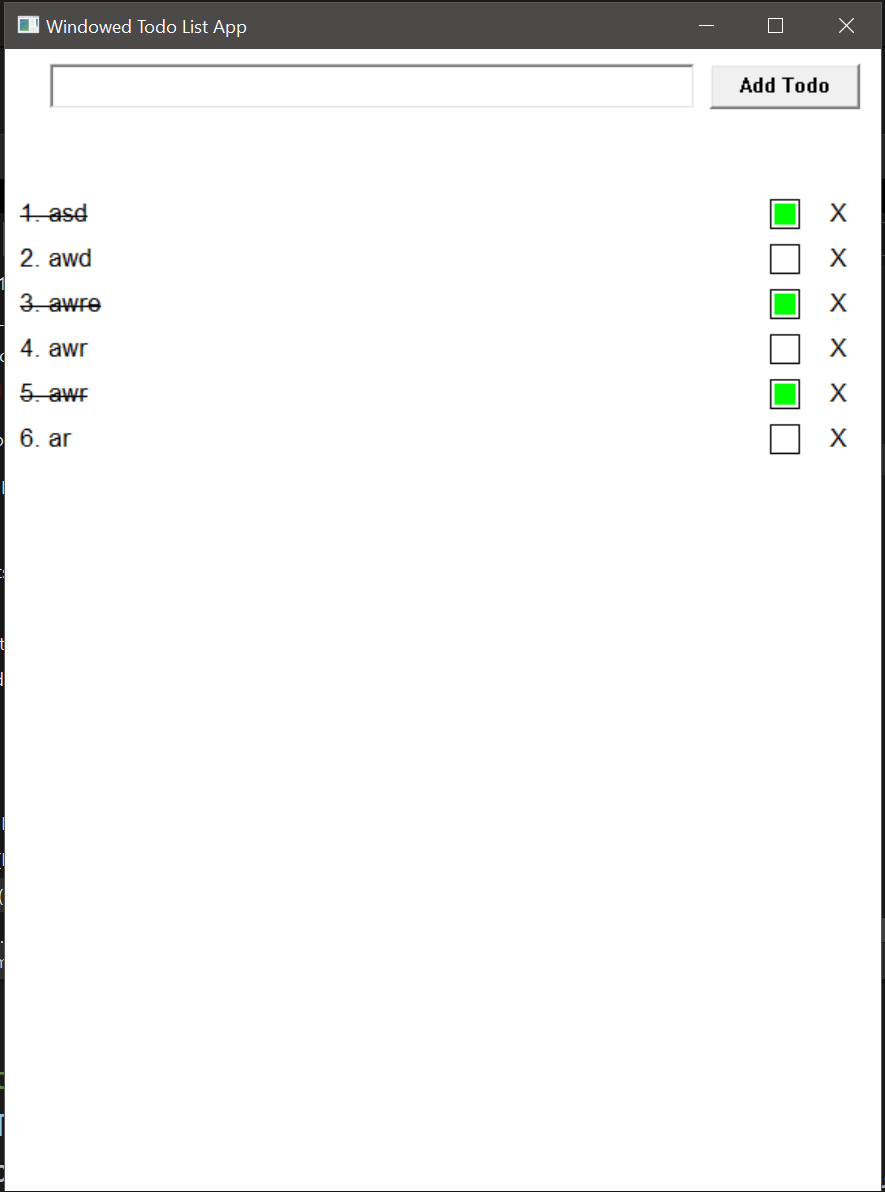 Windowed Todo List App
Add Todo
1. asd X
2. awd X
3. awre X
4. awr X
5. awr X
6. ar X